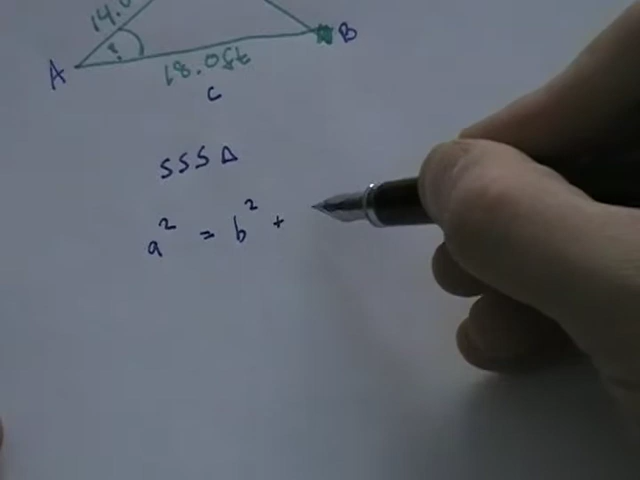 14.0
?
A
B
18.0ft
c
SSS Δ
a² = b² +